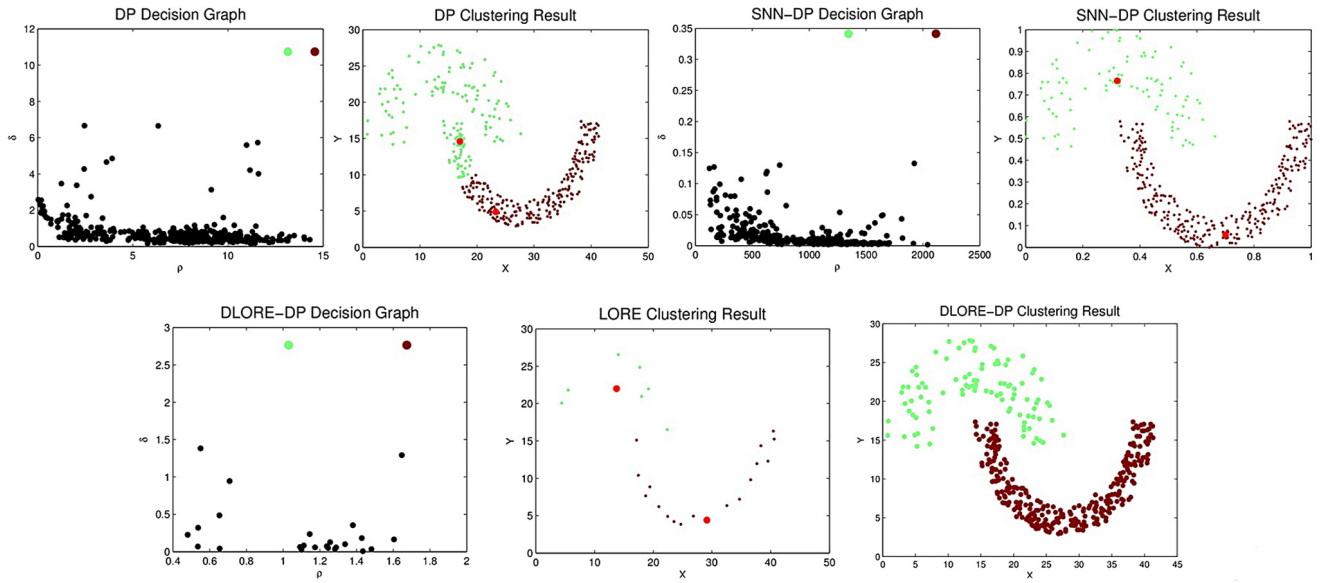 DP Decision Graph
12
10
8
6
4
2
0
δ
0 5 10 15
ρ
DP Clustering Result
30
25
20
15
10
5
0
Y
0 10 20 30 40 50
X
SNN-DP Decision Graph
0.35
0.3
0.25
0.2
0.15
0.1
0.05
0
δ
0 500 1000 1500 2000 2500
ρ
SNN-DP Clustering Result
1
0.9
0.8
0.7
0.6
0.5
0.4
0.3
0.2
0.1
0
Y
0 0.2 0.4 0.6 0.8 1
X
DLORE-DP Decision Graph
3
2.5
2
1.5
1
0.5
0
δ
0.4 0.6 0.8 1 1.2 1.4 1.6 1.8 2
ρ
LORE Clustering Result
30
25
20
15
10
5
0
Y
0 10 20 30 40 50
X
DLORE-DP Clustering Result
30
25
20
15
10
5
0
Y
0 5 10 15 20 25 30 35 40 45
X